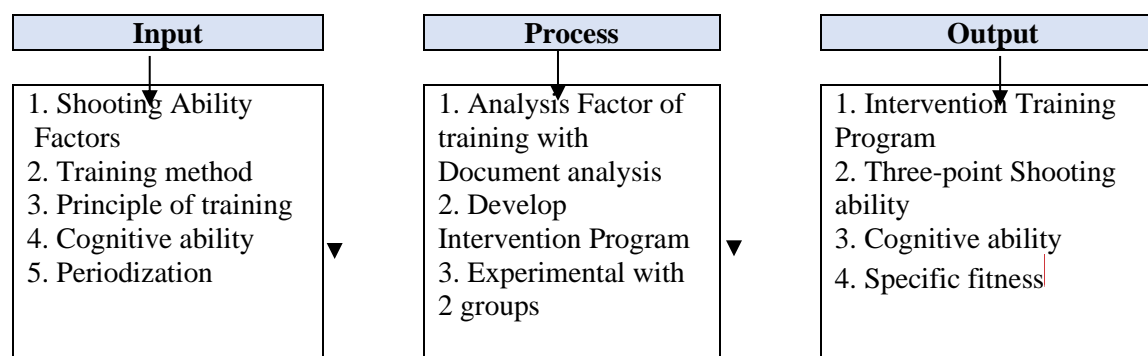 Input
1. Shooting Ability
Factors
2. Training method
3. Principle of training
4. Cognitive ability
5. Periodization
Process
1. Analysis Factor of
training with
Document analysis
2. Develop
Intervention Program
3. Experimental with
2 groups
Output
1. Intervention Training
Program
2. Three-point Shooting
ability
3. Cognitive ability
4. Specific fitness